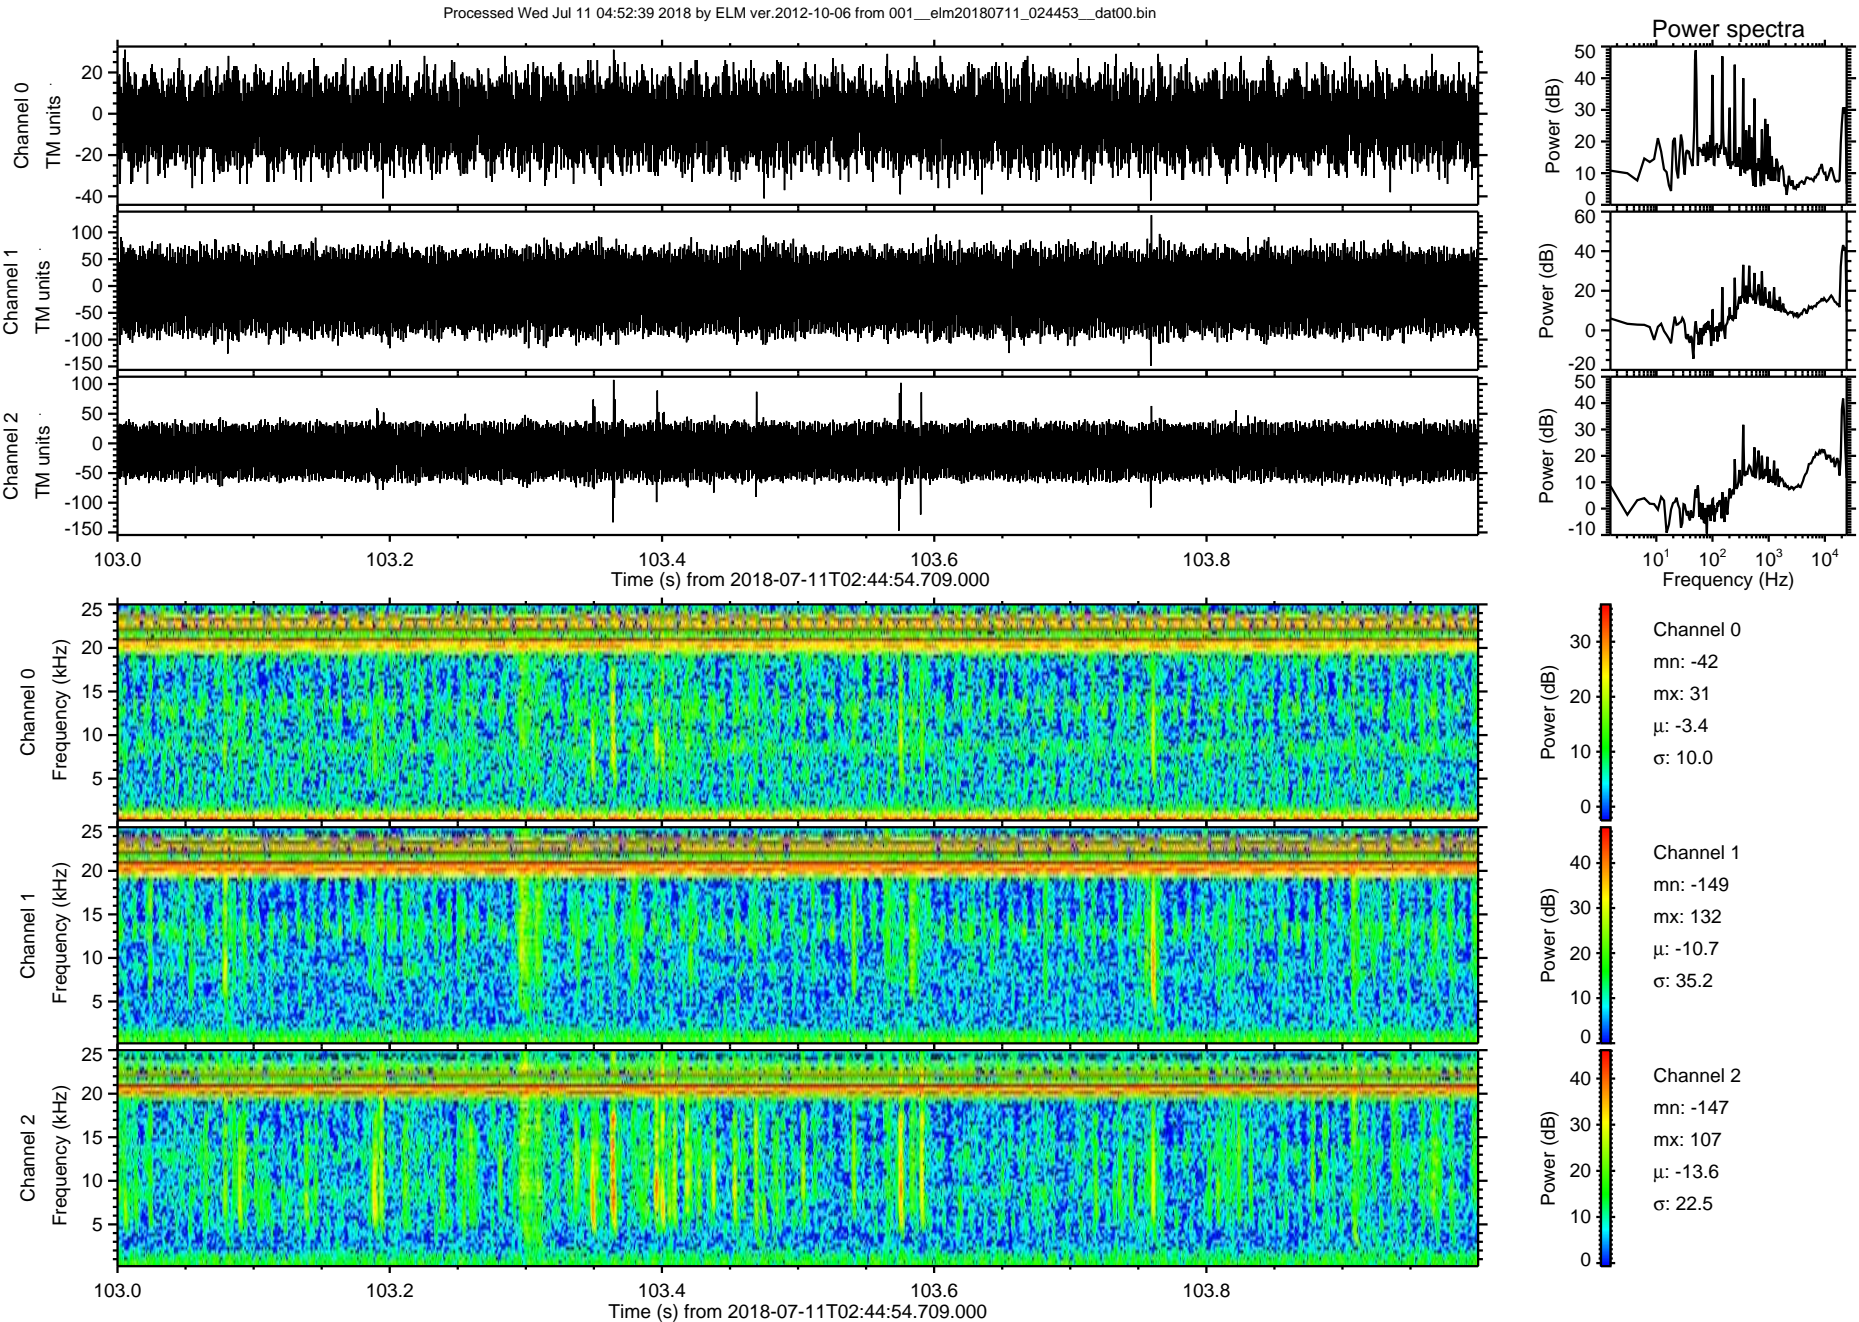 Processed Wed Jul 11 04:52:39 2018 by ELM ver.2012-10-06 from 001__elm20180711_024453__dat00.bin
Power spectra
Channel 0
TM units
20
0
-20
-40
Power (dB)
50
40
30
20
10
0
Channel 1
TM units
100
50
0
-50
-100
-150
Power (dB)
60
40
20
0
-20
Channel 2
TM units
100
50
0
-50
-100
-150
Power (dB)
50
40
30
20
10
0
-10
103.0 103.2 103.4 103.6 103.8
Time (s) from 2018-07-11T02:44:54.709.000
10^1 10^2 10^3 10^4
Frequency (Hz)
Channel 0
Frequency (kHz)
25
20
15
10
5
Power (dB)
30
20
10
0
Channel 0
mn: -42
mx: 31
μ: -3.4
σ: 10.0
Channel 1
Frequency (kHz)
25
20
15
10
5
Power (dB)
40
30
20
10
0
Channel 1
mn: -149
mx: 132
μ: -10.7
σ: 35.2
Channel 2
Frequency (kHz)
25
20
15
10
5
Power (dB)
40
30
20
10
0
Channel 2
mn: -147
mx: 107
μ: -13.6
σ: 22.5
103.0 103.2 103.4 103.6 103.8
Time (s) from 2018-07-11T02:44:54.709.000